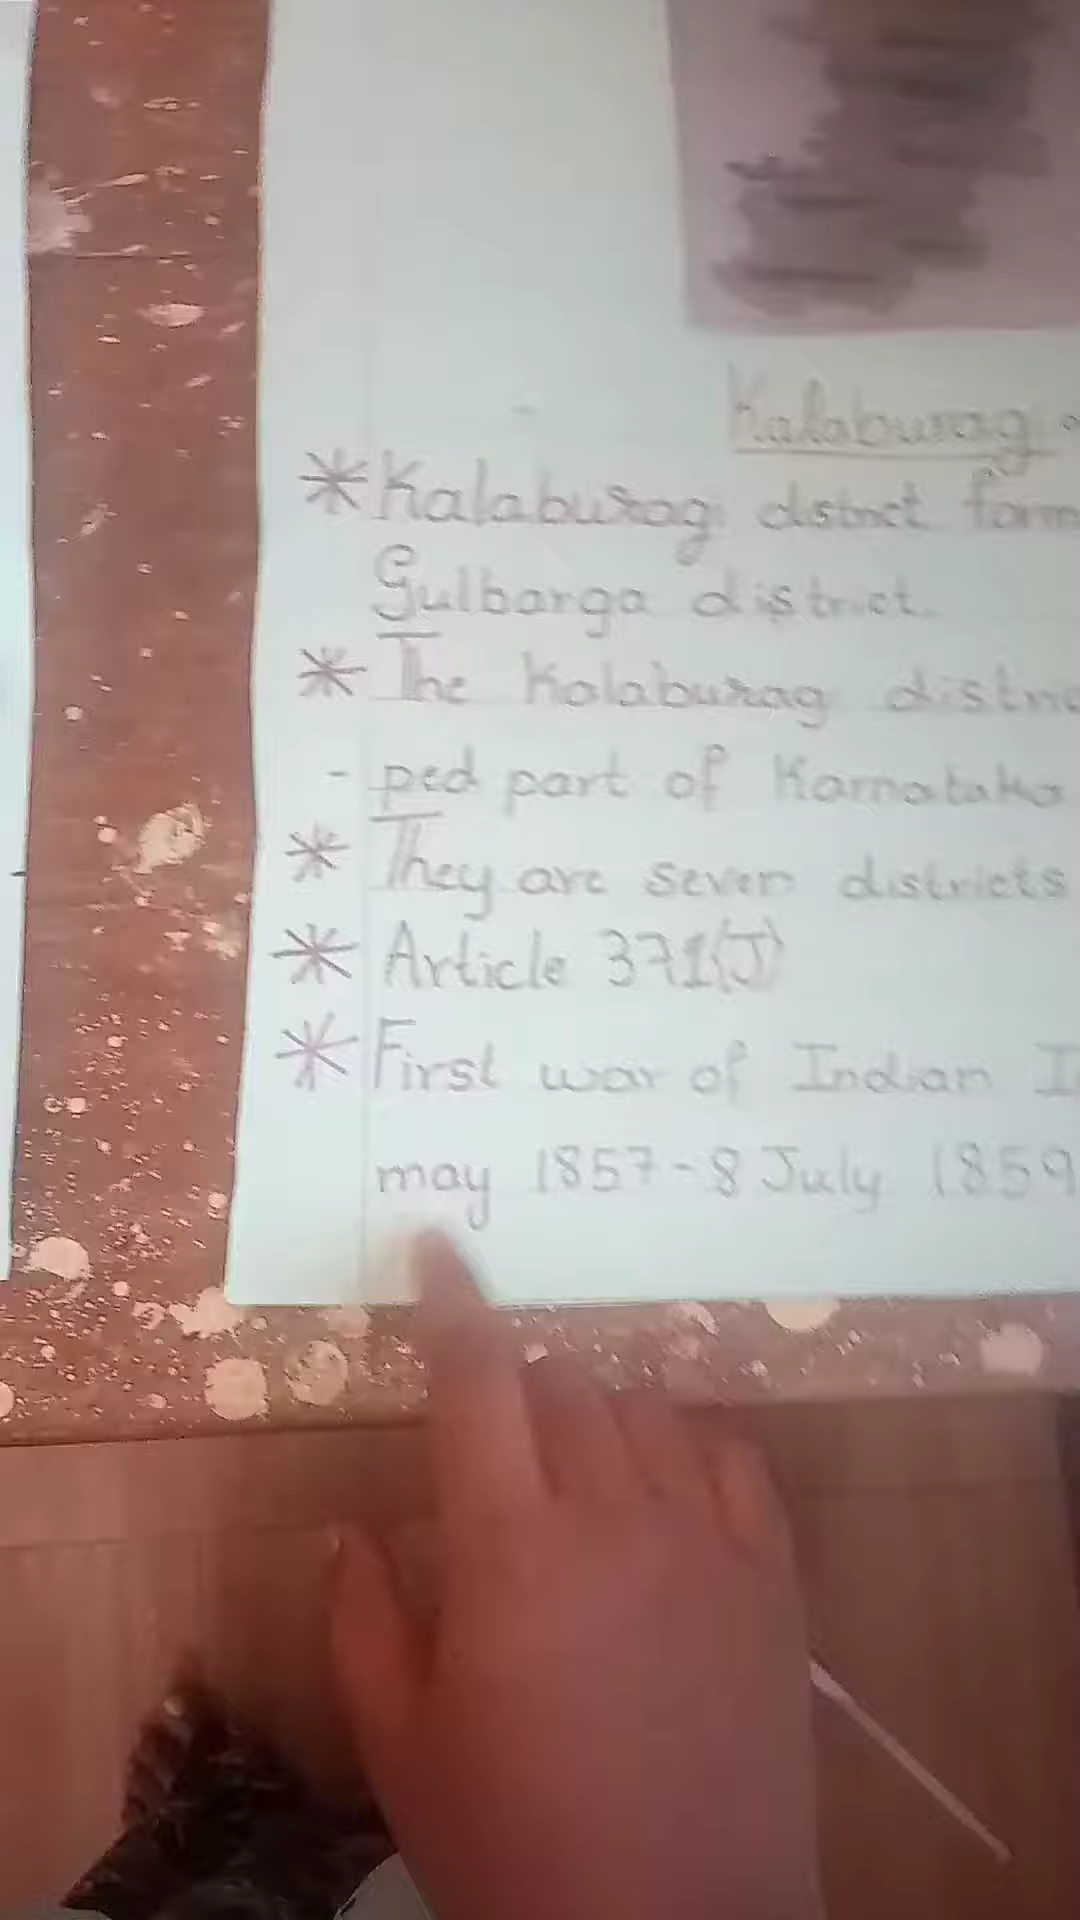 Kalaburagi
* Kalaburagi district form
Gulbarga district.
* The Kalaburag distric
- ped part of Karnataka
* They are seven districts
* Article 371(J)
* First war of Indian I
may 1857-8 July 1859